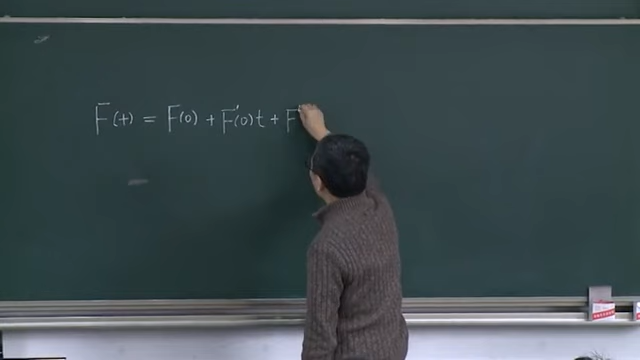 F(t) = F(0) + F'(0)t + F'